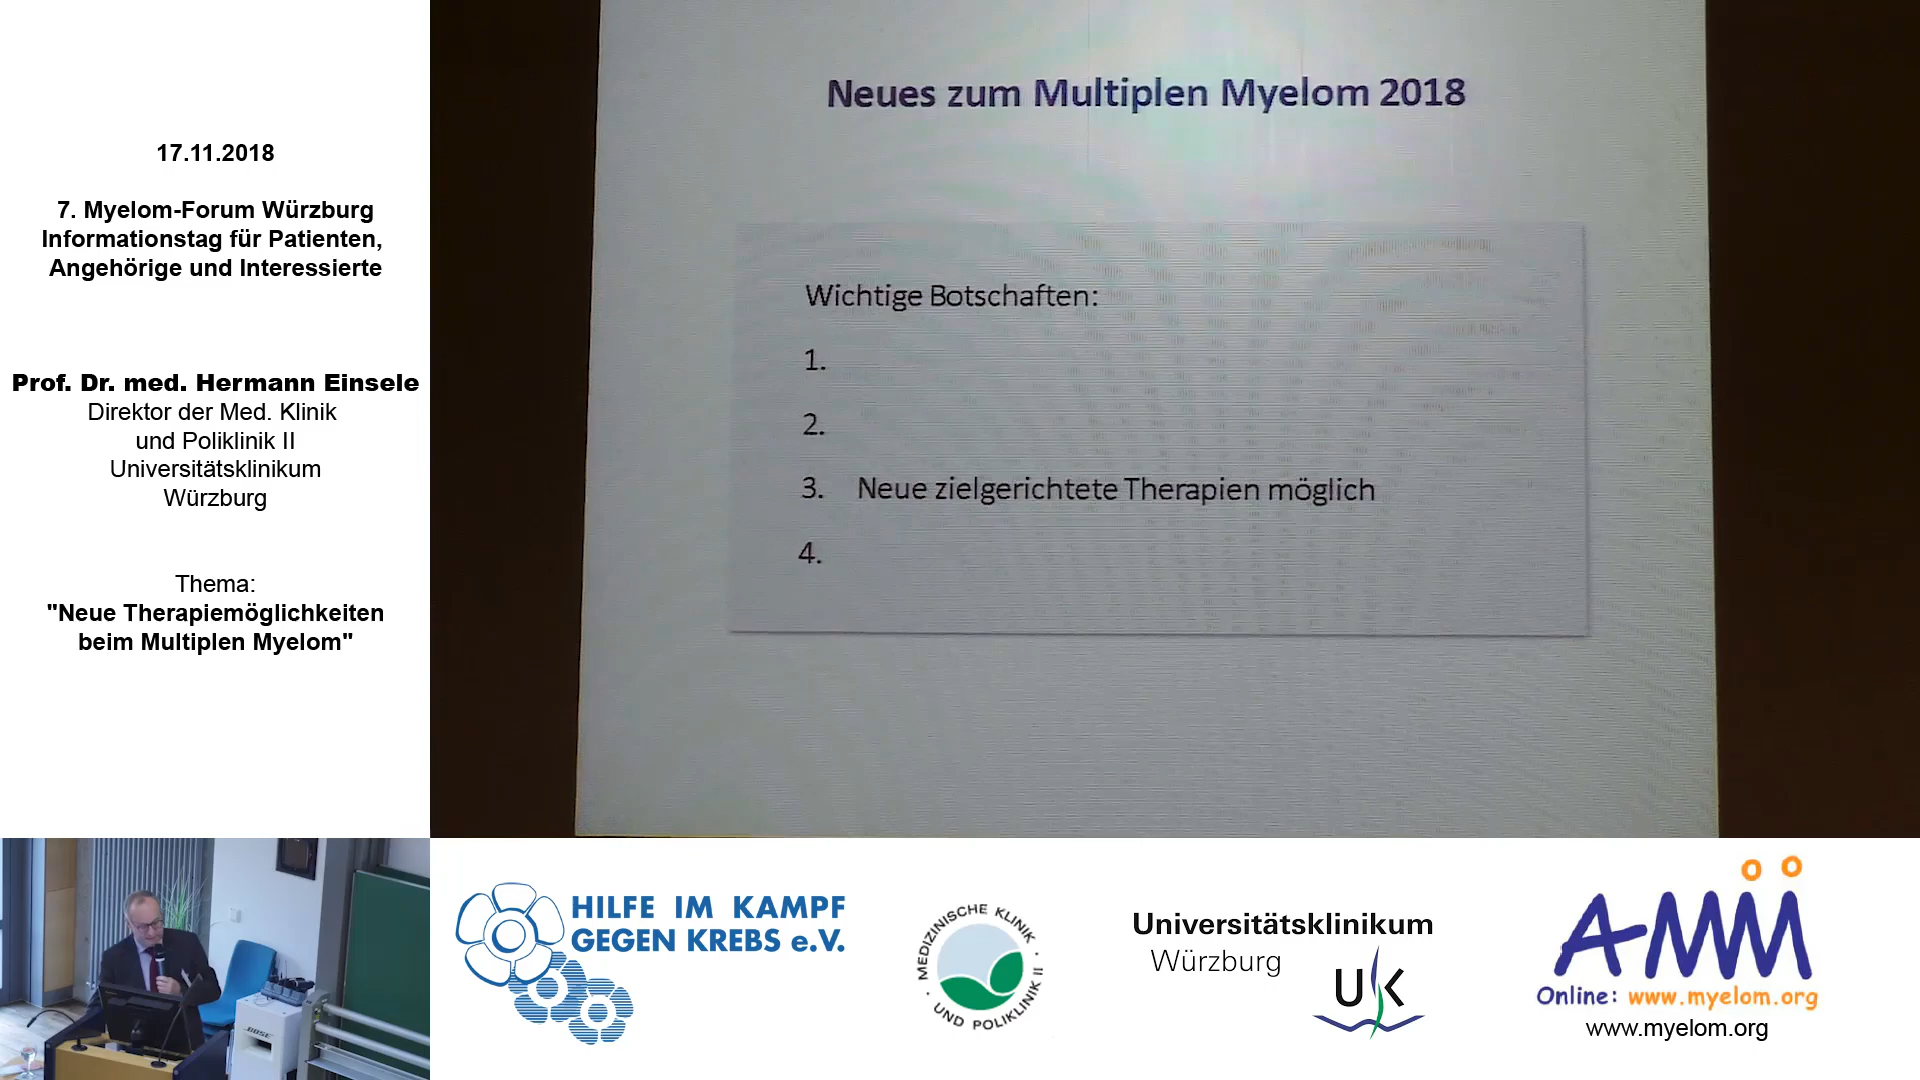 17.11.2018
7. Myelom-Forum Würzburg
Informationstag für Patienten,
Angehörige und Interessierte
Prof. Dr. med. Hermann Einsele
Direktor der Med. Klinik
und Poliklinik II
Universitätsklinikum
Würzburg
Thema:
"Neue Therapiemöglichkeiten
beim Multiplen Myelom"
Neues zum Multiplen Myelom 2018
Wichtige Botschaften:
1.
2.
3. Neue zielgerichtete Therapien möglich
4.
BOSE
HILFE IM KAMPF
GEGEN KREBS e.V.
MEDIZINISCHE KLINIK
UND POLIKLINIK II
Universitätsklinikum
Würzburg
UK
AMM
Online: www.myelom.org
www.myelom.org